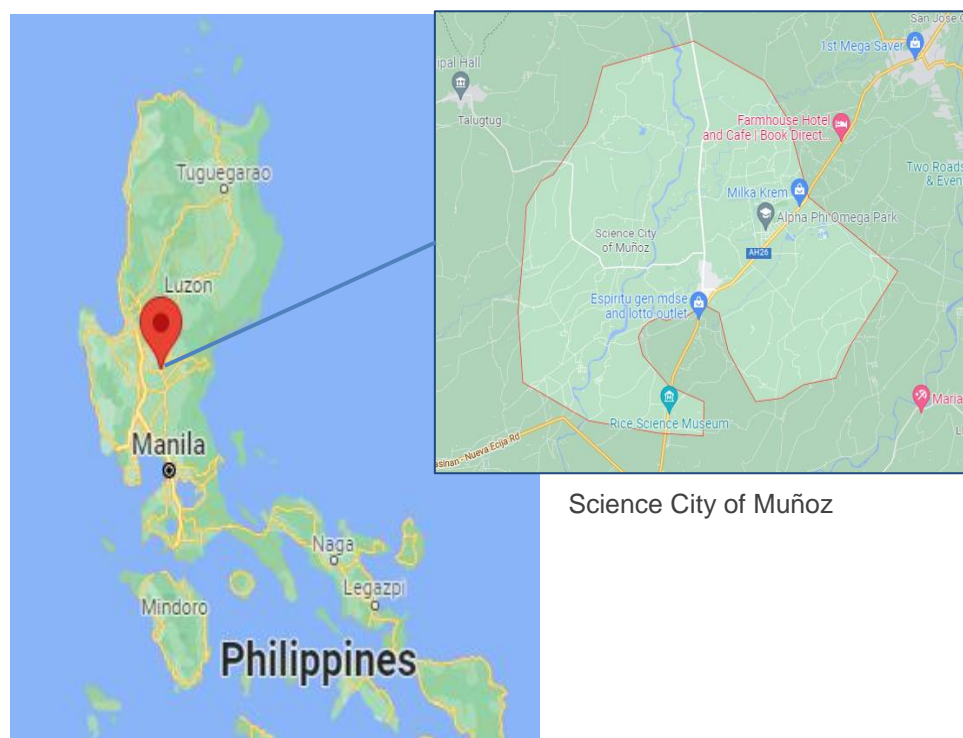 Tuguegarao
Luzon
Manila
Naga
Legazpi
Mindoro
Philippines
San Jose
1st Mega Saver
ipal Hall
Talugtug
Farmhouse Hotel
and Cafe | Book Direct...
Two Roads
& Even
Milka Krem
Alpha Phi Omega Park
Science City
of Muñoz
AH26
Espiritu gen mdse
and lotto outlet
Maria
Rice Science Museum
asinan - Nueva Ecija Rd
Science City of Muñoz